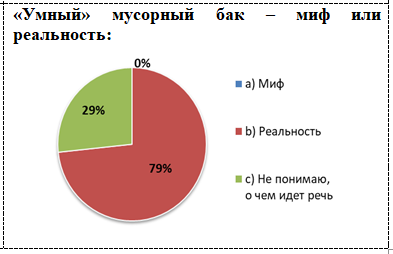 «Умный» мусорный бак – миф или
реальность:
0%
29%
79%
a) Миф
b) Реальность
c) Не понимаю,
о чем идет речь